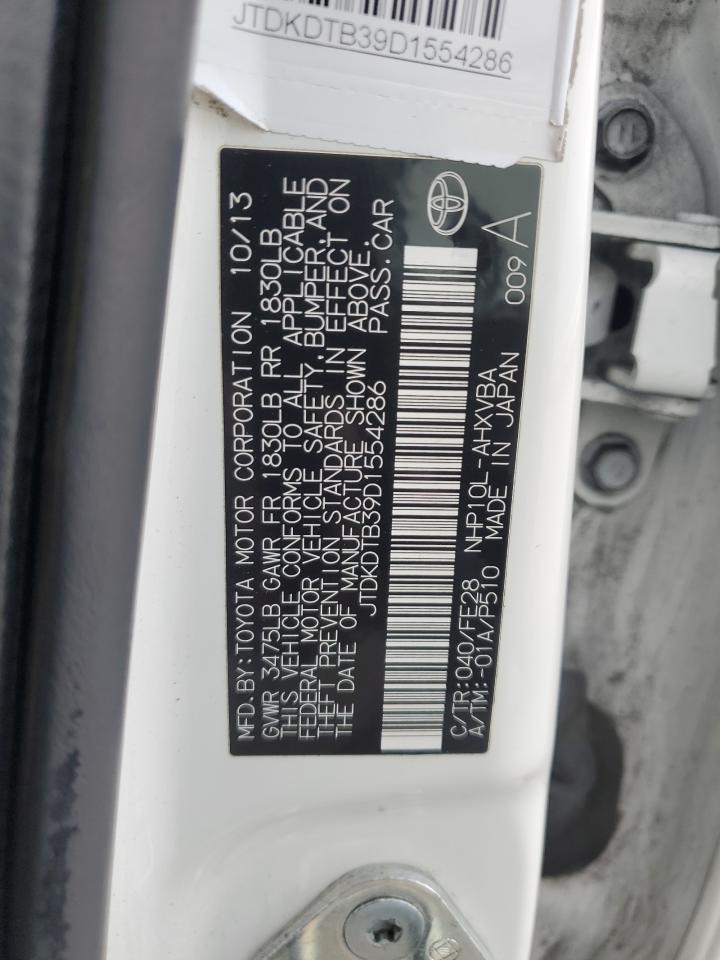 JTDKDTB39D1554286
MFD.BY:TOYOTA MOTOR CORPORATION 10/13
GVWR 3475LB GAWR FR 1830LB RR 1830LB
THIS VEHICLE CONFORMS TO ALL APPLICABLE
FEDERAL MOTOR VEHICLE SAFETY,BUMPER,AND
THEFT PREVENTION STANDARDS IN EFFECT ON
THE DATE OF MANUFACTURE SHOWN ABOVE.
JTDKDTB39D1554286 PASS.CAR
C/TR:040/FE28 NHP10L-AHXVBA
A/TM:-01A/P510 MADE IN JAPAN
009 A